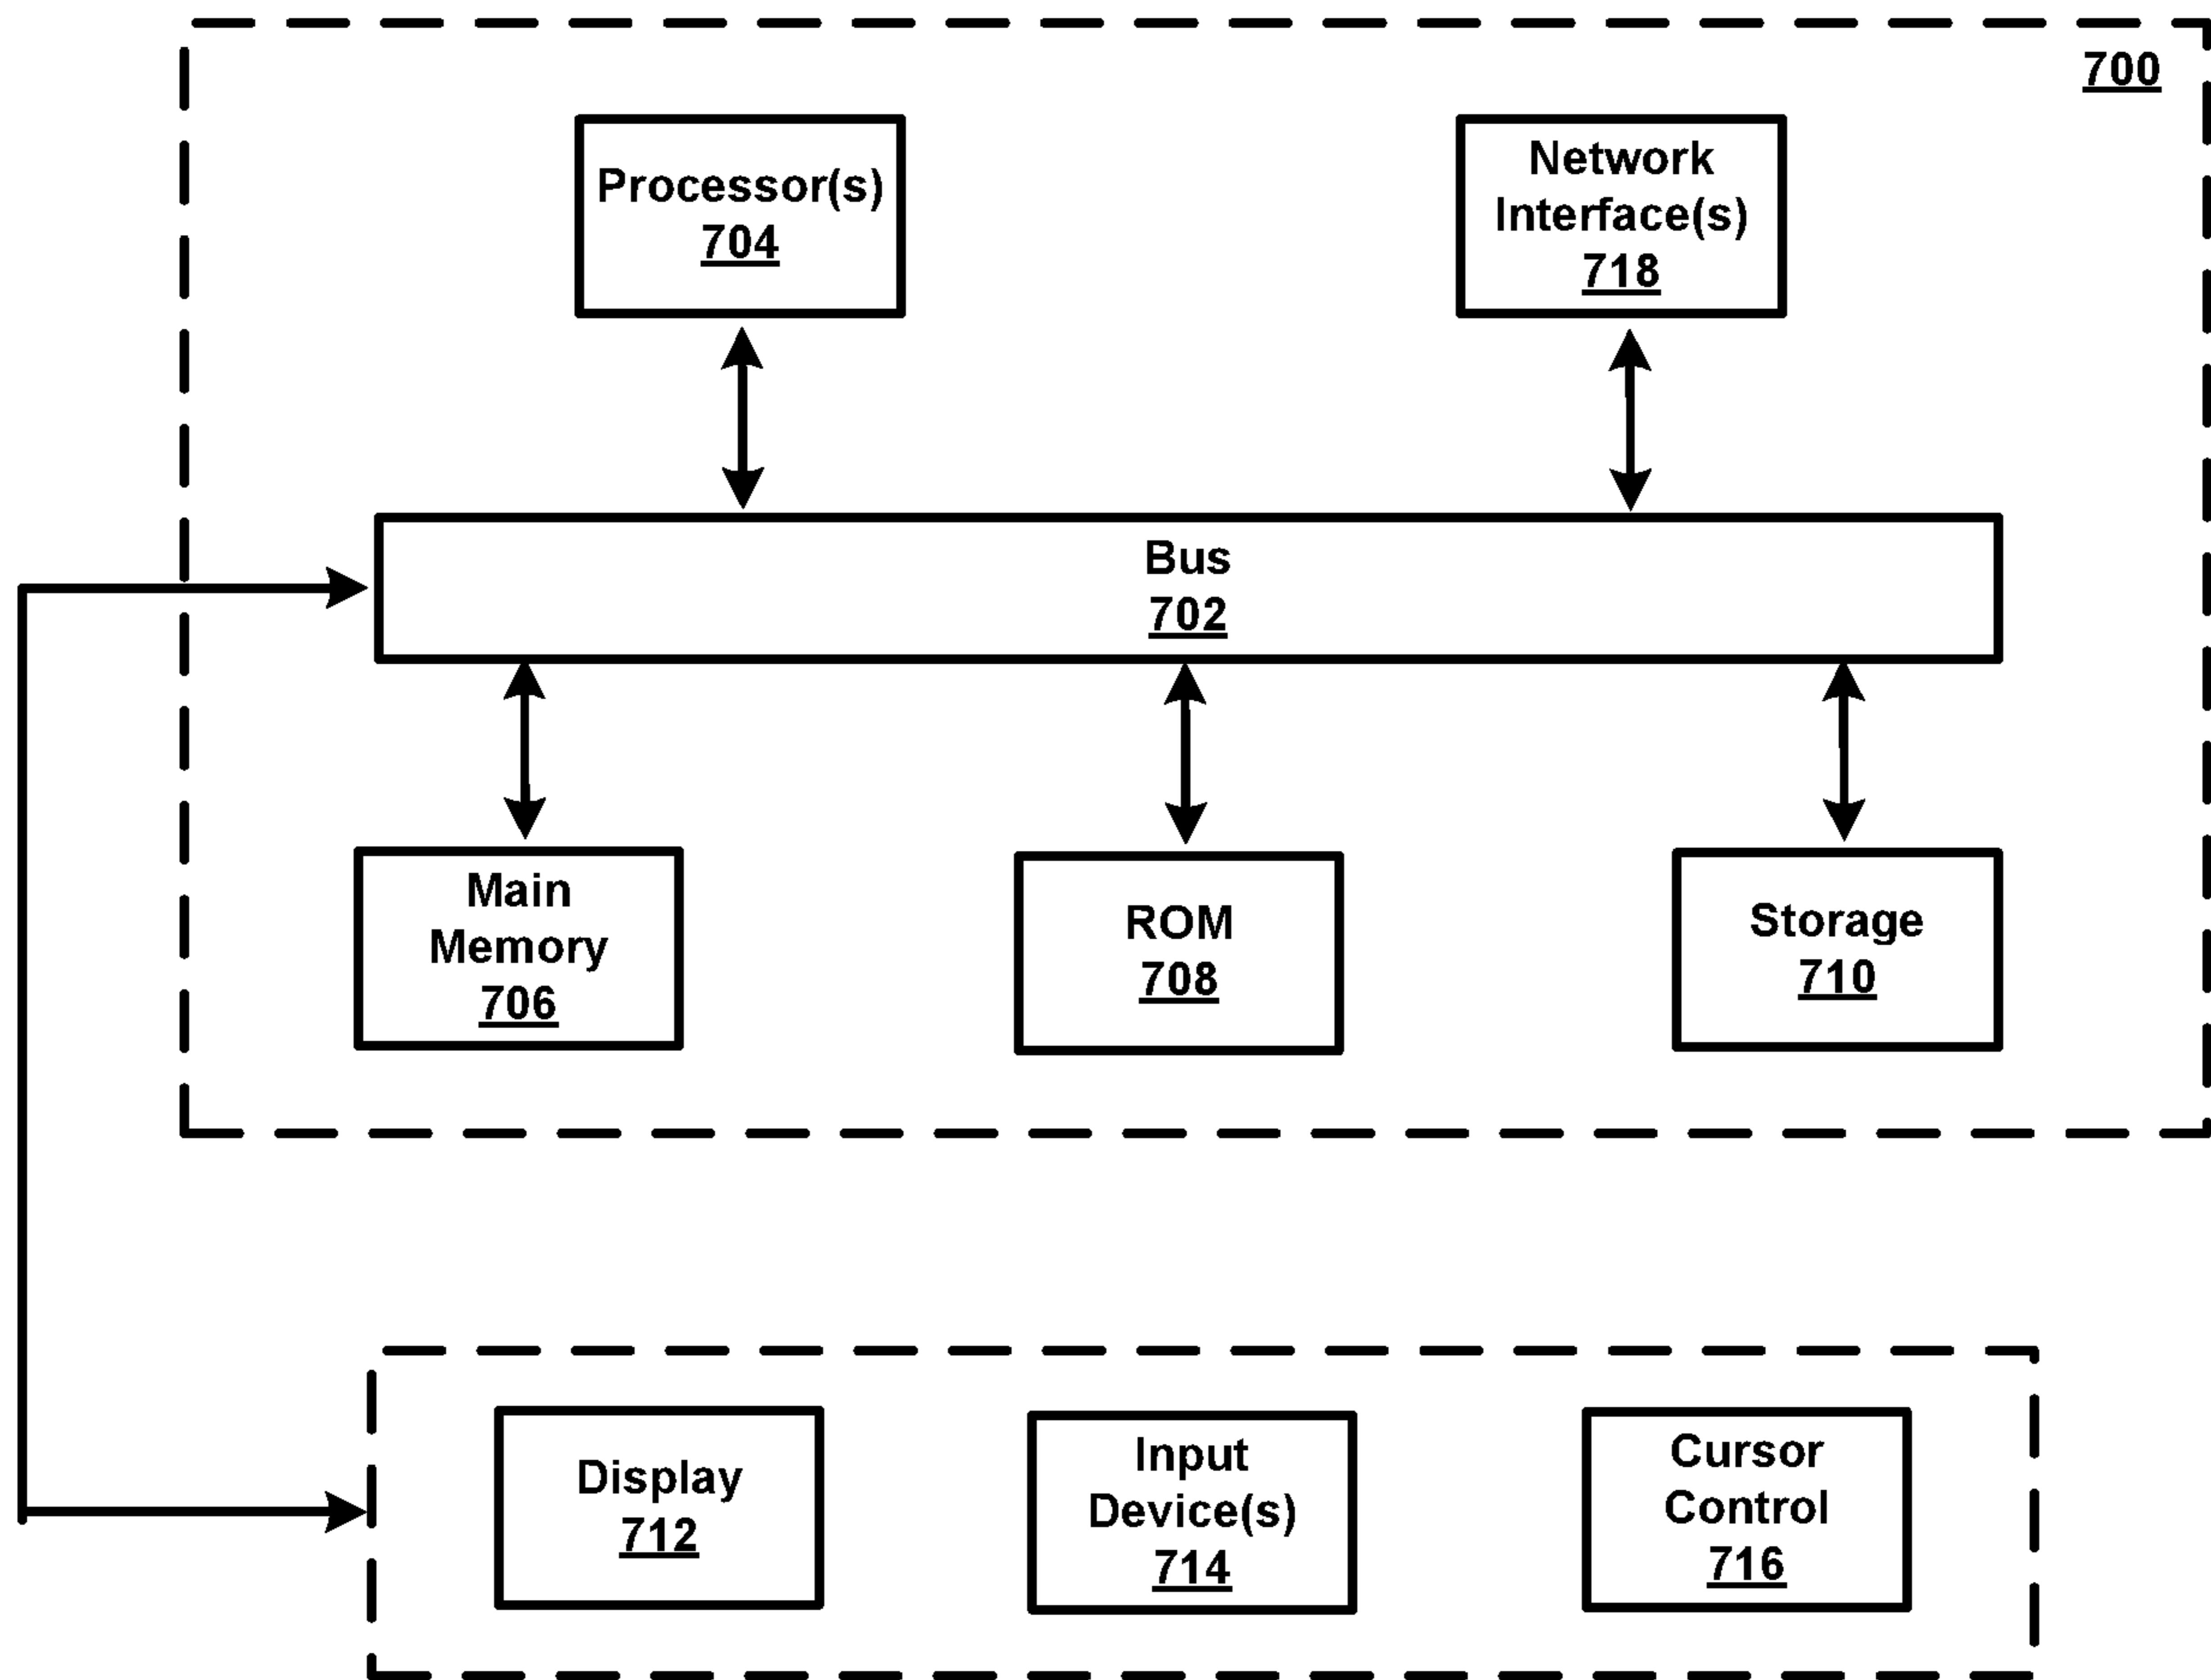 700
Processor(s)
704
Network
Interface(s)
718
Bus
702
Main
Memory
706
ROM
708
Storage
710
Display
712
Input
Device(s)
714
Cursor
Control
716